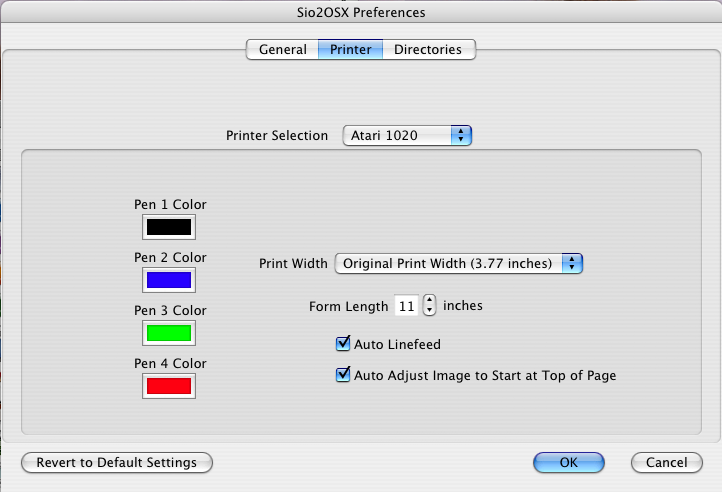 Sio2OSX Preferences
General Printer Directories
Printer Selection Atari 1020
Pen 1 Color
Pen 2 Color
Print Width Original Print Width (3.77 inches)
Form Length 11 inches
Pen 3 Color
Auto Linefeed
Pen 4 Color
Auto Adjust Image to Start at Top of Page
Revert to Default Settings OK Cancel